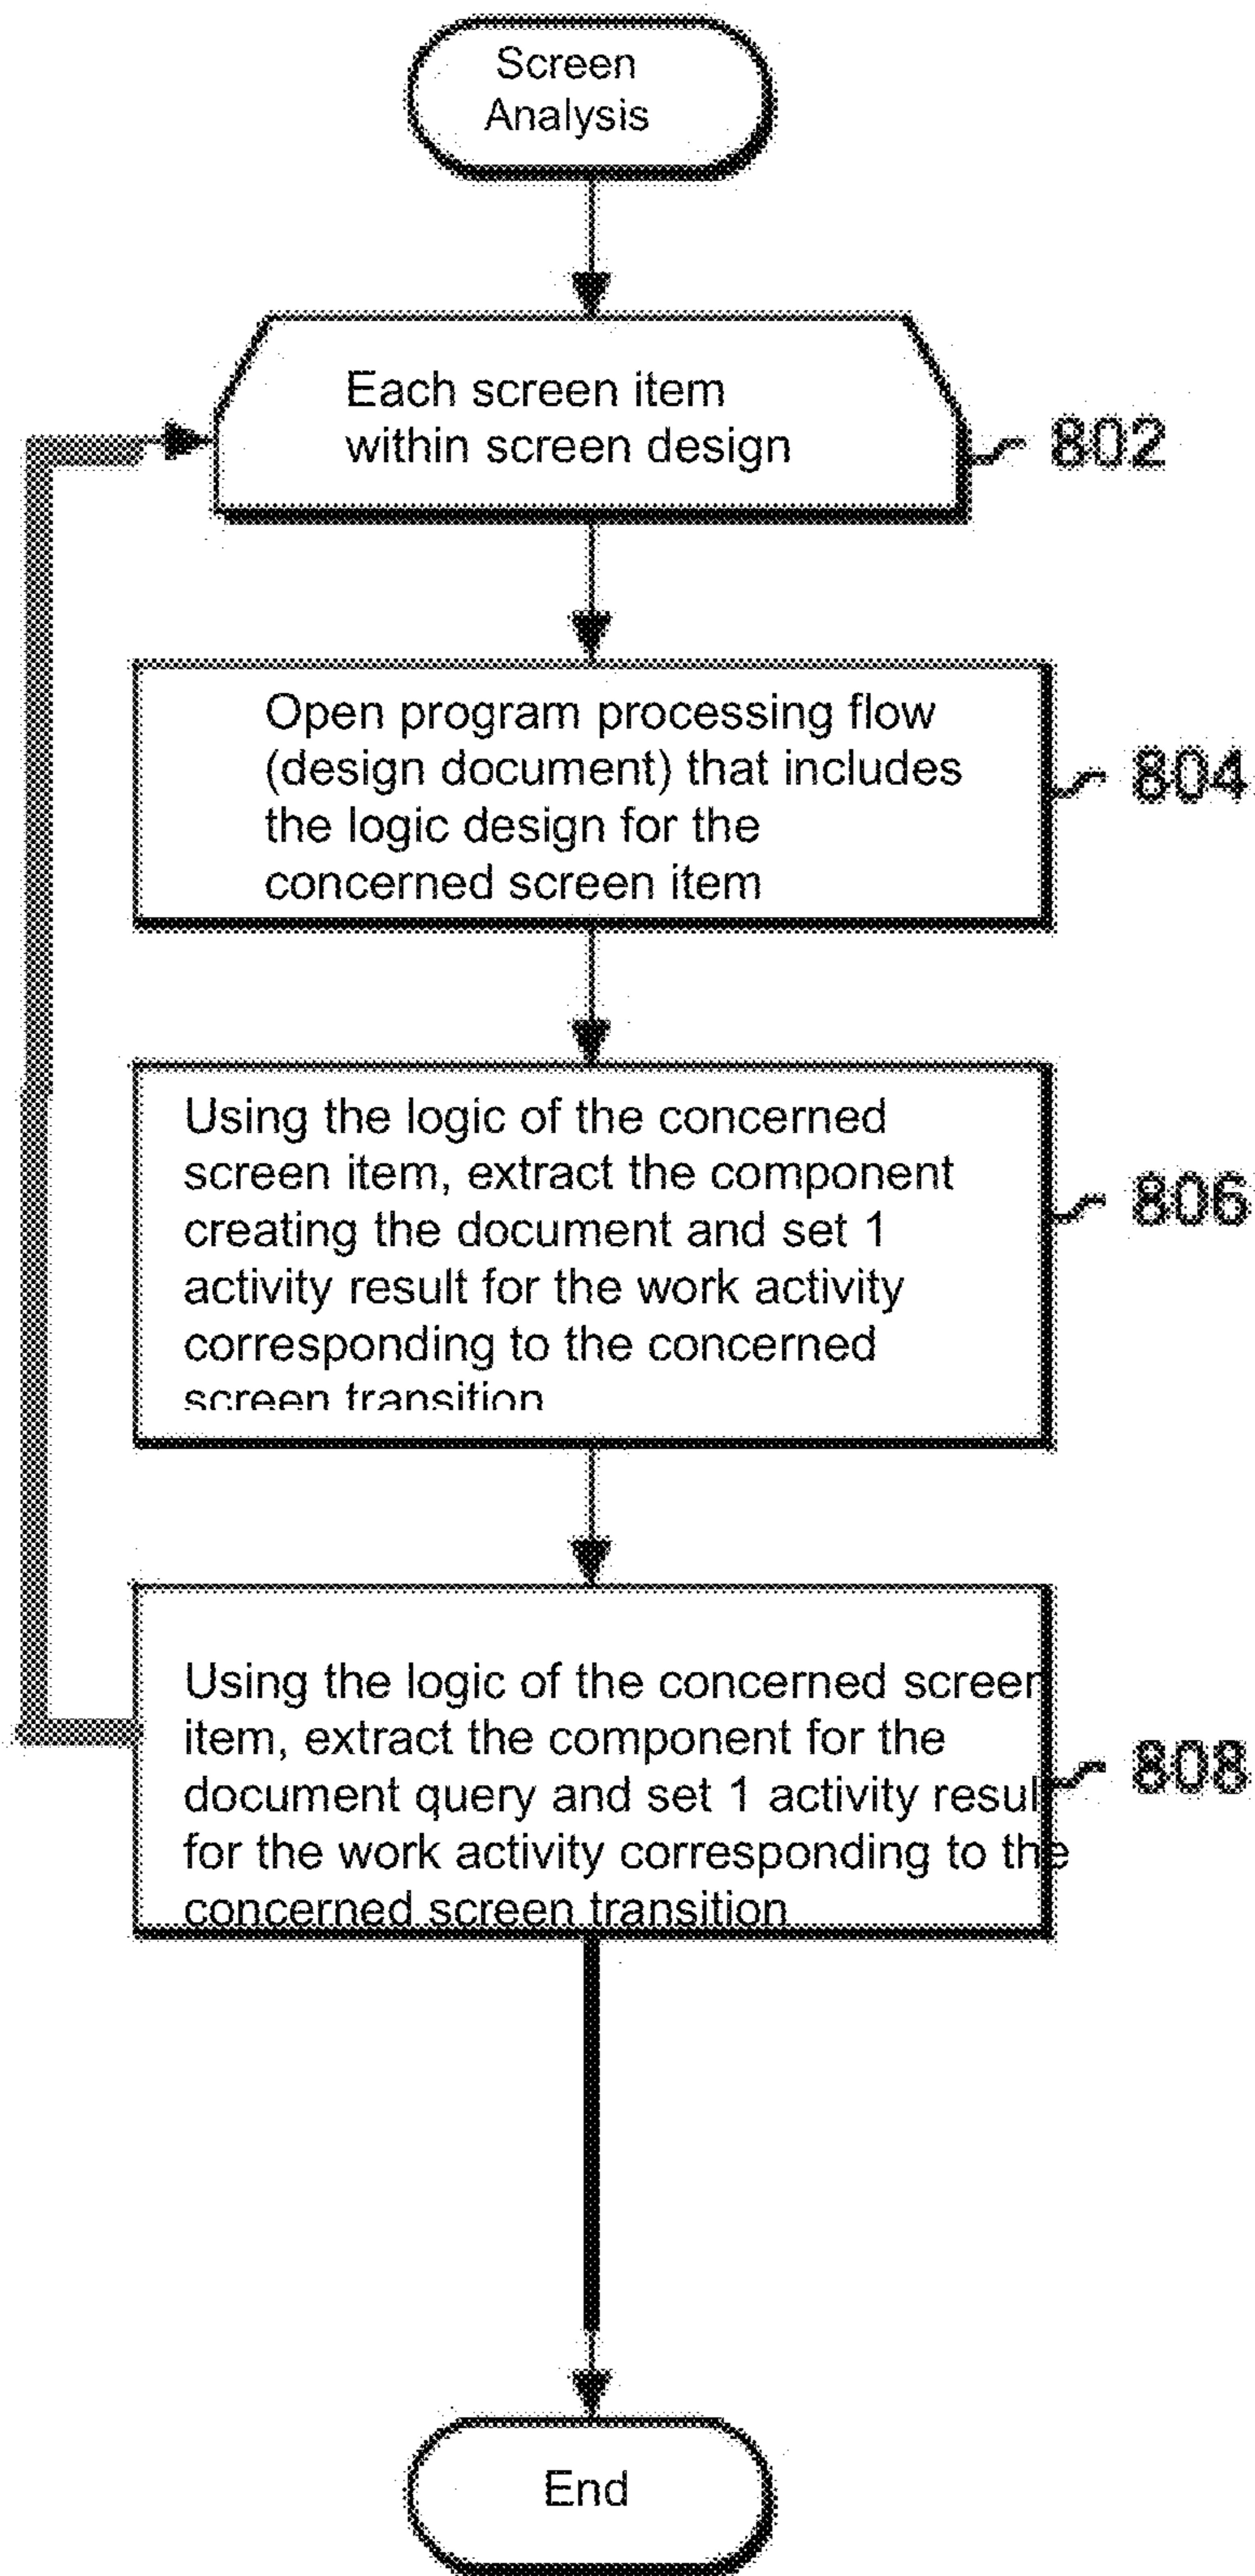 Screen
Analysis
Each screen item
within screen design
802
Open program processing flow
(design document) that includes
the logic design for the
concerned screen item
804
Using the logic of the concerned
screen item, extract the component
creating the document and set 1
activity result for the work activity
corresponding to the concerned
screen transition
806
Using the logic of the concerned screen
item, extract the component for the
document query and set 1 activity result
for the work activity corresponding to the
concerned screen transition
808
End